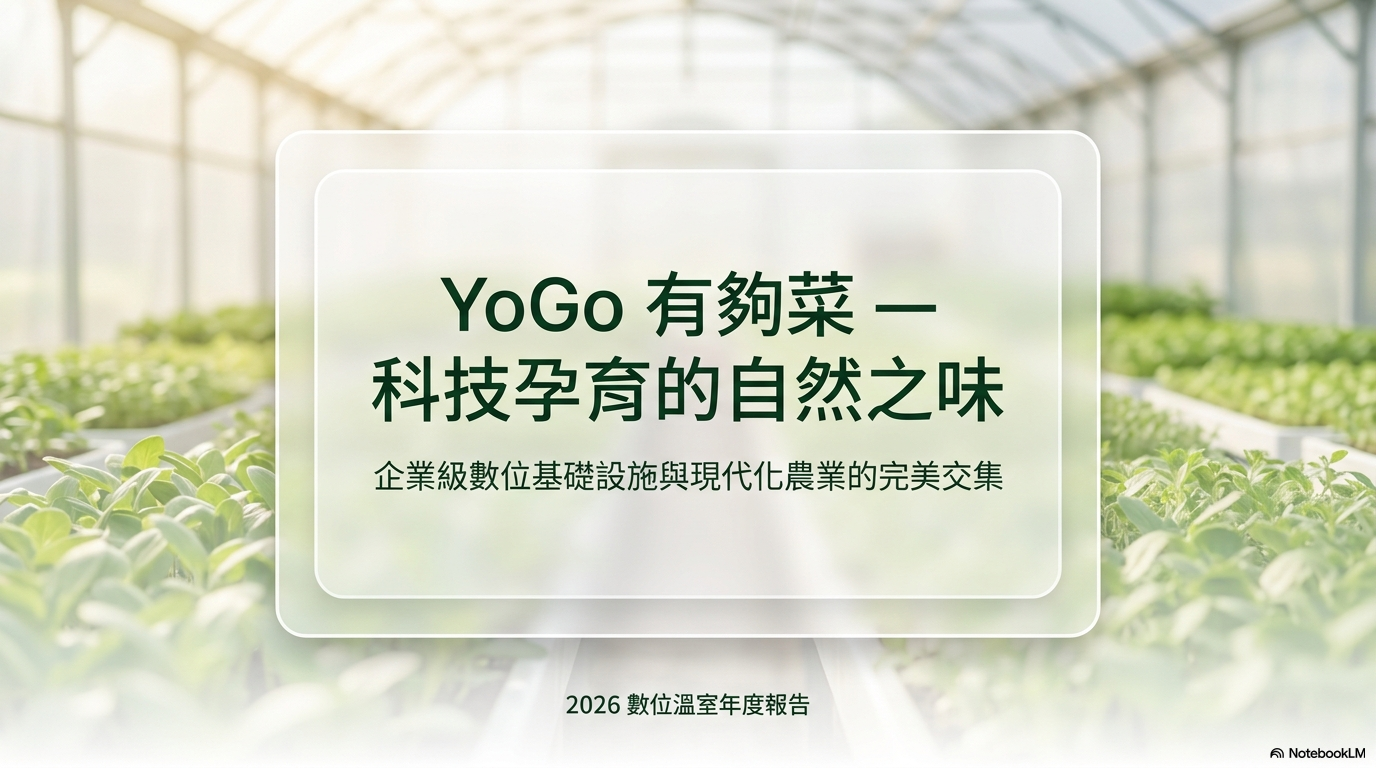 YoGo 有夠菜 —
科技孕育的自然之味
企業級數位基礎設施與現代化農業的完美交集
2026 數位溫室年度報告
NotebookLM